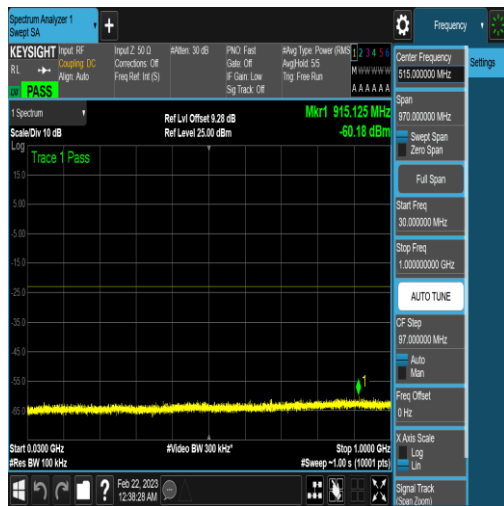 Spectrum Analyzer 1
Swept SA
Frequency
KEYSIGHT
RL
PASS
Input: RF
Coupling: DC
Align: Auto
Input Z: 50 Ω
Corrections: Off
Freq Ref: Int (S)
#Atten: 30 dB
PNO: Fast
Gate: Off
IF Gain: Low
Sig Track: Off
#Avg Type: Power (RMS
Avg|Hold: 5/5
Trig: Free Run
1 2 3 4 5 6
M W W W W W
A A A A A A
Settings
1 Spectrum
Scale/Div 10 dB
Ref Lvl Offset 9.28 dB
Ref Level 25.00 dBm
Mkr1 915.125 MHz
-60.18 dBm
Log
Trace 1 Pass
15.0
5.00
-5.00
-15.0
-25.0
-35.0
-45.0
-55.0
-65.0
1
Start 0.0300 GHz
#Res BW 100 kHz
#Video BW 300 kHz*
Stop 1.0000 GHz
#Sweep ~1.00 s (10001 pts)
Feb 22, 2023
12:38:28 AM
Center Frequency
515.000000 MHz
Span
970.000000 MHz
Swept Span
Zero Span
Full Span
Start Freq
30.000000 MHz
Stop Freq
1.000000000 GHz
AUTO TUNE
CF Step
97.000000 MHz
Auto
Man
Freq Offset
0 Hz
X Axis Scale
Log
Lin
Signal Track
(Span Zoom)